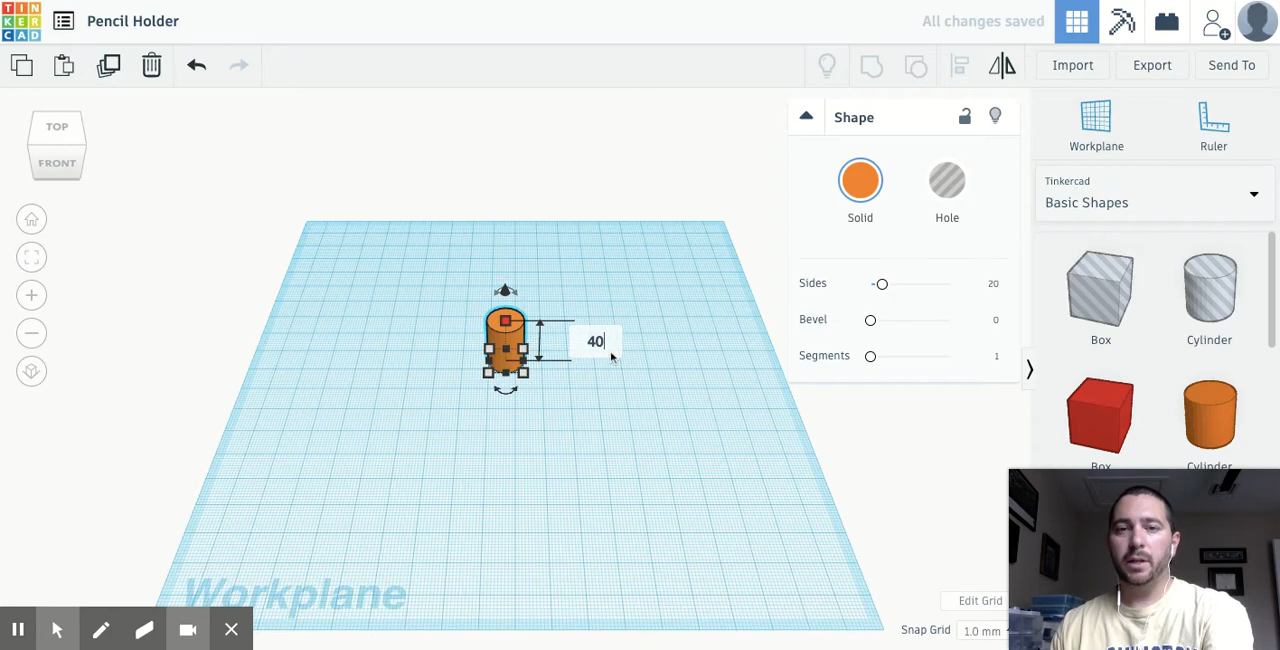 TIN
KER
CAD
Pencil Holder
All changes saved
Import
Export
Send To
TOP
FRONT
Shape
Solid
Hole
Sides
20
Bevel
0
Segments
1
40
Workplane
Ruler
Tinkercad
Basic Shapes
Box
Cylinder
Box
Cylinder
Workplane
Edit Grid
Snap Grid
1.0 mm